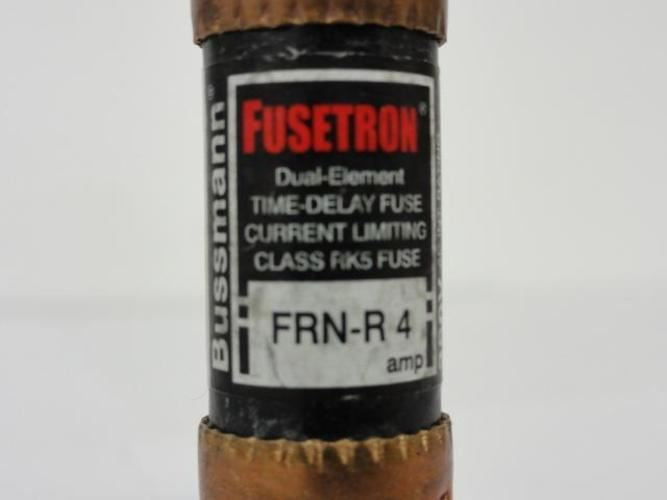 Bussmann®
FUSETRON®
Dual-Element
TIME-DELAY FUSE
CURRENT LIMITING
CLASS RK5 FUSE
FRN-R 4
amp